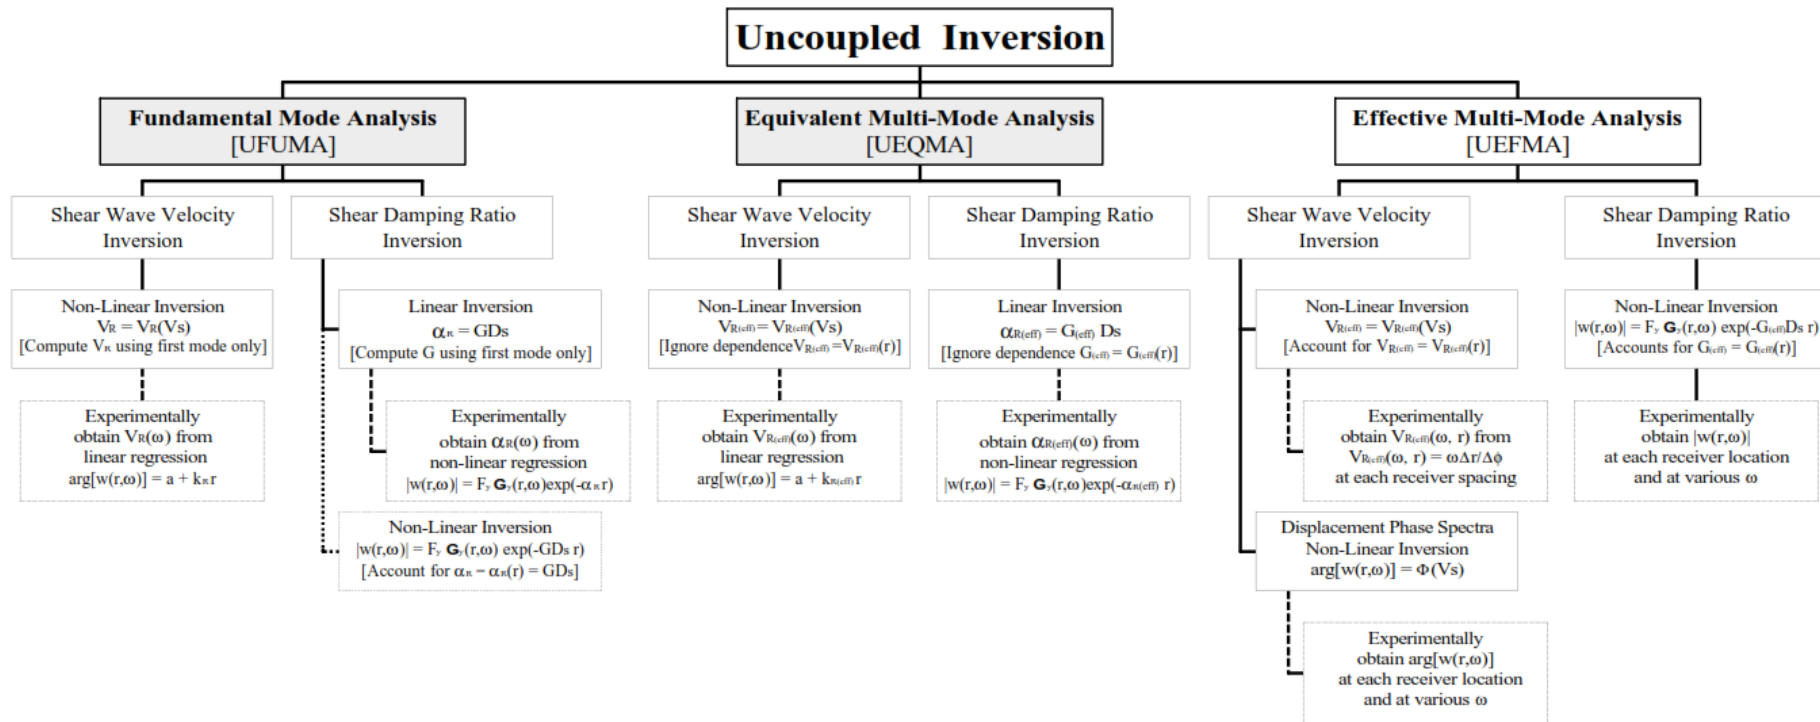 Uncoupled Inversion
Fundamental Mode Analysis
[UFUMA]
Shear Wave Velocity
Inversion
Non-Linear Inversion
VR = VR(Vs)
[Compute VR using first mode only]
Experimentally
obtain VR(ω) from
linear regression
arg[w(r,ω)] = a + kR r
Shear Damping Ratio
Inversion
Linear Inversion
αR = GDs
[Compute G using first mode only]
Experimentally
obtain αR(ω) from
non-linear regression
|w(r,ω)| = Fy Gy(r,ω)exp(-αR r)
Non-Linear Inversion
|w(r,ω)| = Fy Gy(r,ω) exp(-GDs r)
[Account for αR – αR(r) = GDs]
Equivalent Multi-Mode Analysis
[UEQMA]
Shear Wave Velocity
Inversion
Non-Linear Inversion
VR(eff) = VR(eff)(Vs)
[Ignore dependence VR(eff) =VR(eff)(r)]
Experimentally
obtain VR(eff)(ω) from
linear regression
arg[w(r,ω)] = a + kR(eff) r
Shear Damping Ratio
Inversion
Linear Inversion
αR(eff) = G(eff) Ds
[Ignore dependence G(eff) = G(eff)(r)]
Experimentally
obtain αR(eff)(ω) from
non-linear regression
|w(r,ω)| = Fy Gy(r,ω)exp(-αR(eff) r)
Effective Multi-Mode Analysis
[UEFMA]
Shear Wave Velocity
Inversion
Non-Linear Inversion
VR(eff) = VR(eff)(Vs)
[Account for VR(eff) = VR(eff)(r)]
Experimentally
obtain VR(eff)(ω, r) from
VR(eff)(ω, r) = ωΔr/Δϕ
at each receiver spacing
Displacement Phase Spectra
Non-Linear Inversion
arg[w(r,ω)] = Φ(Vs)
Experimentally
obtain arg[w(r,ω)]
at each receiver location
and at various ω
Shear Damping Ratio
Inversion
Non-Linear Inversion
|w(r,ω)| = Fy Gy(r,ω) exp(-G(eff)Ds r)
[Accounts for G(eff) = G(eff)(r)]
Experimentally
obtain |w(r,ω)|
at each receiver location
and at various ω